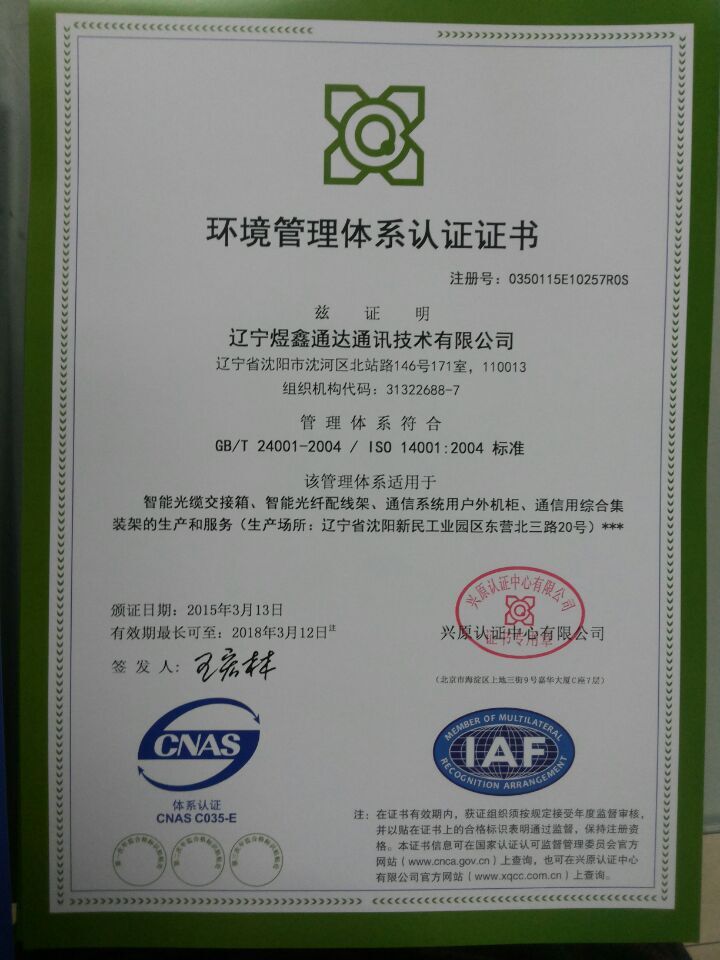 环境管理体系认证证书
注册号：0350115E10257R0S
兹 证 明
辽宁煜鑫通达通讯技术有限公司
辽宁省沈阳市沈河区北站路146号171室，110013
组织机构代码：31322688-7
管 理 体 系 符 合
GB/T 24001-2004 / ISO 14001:2004 标准
该管理体系适用于
智能光缆交接箱、智能光纤配线架、通信系统用户外机柜、通信用综合集
装架的生产和服务（生产场所：辽宁省沈阳新民工业园区东营北三路20号）***
兴原认证中心有限公司
证书专用章
颁证日期：2015年3月13日
有效期最长可至：2018年3月12日注
兴原认证中心有限公司
签 发 人：
（北京市海淀区上地三街9号嘉华大厦C座7层）
CNAS
体系认证
CNAS C035-E
MEMBER OF MULTILATERAL
IAF
RECOGNITION ARRANGEMENT
注：在证书有效期内，获证组织须按规定接受年度监督审核，
并以贴在证书上的合格标识表明通过监督，保持注册资
格。本证书信息可在国家认证认可监督管理委员会官方
网站（www.cnca.gov.cn）上查询，也可在兴原认证中心
有限公司官方网站（www.xqcc.com.cn）上查询。